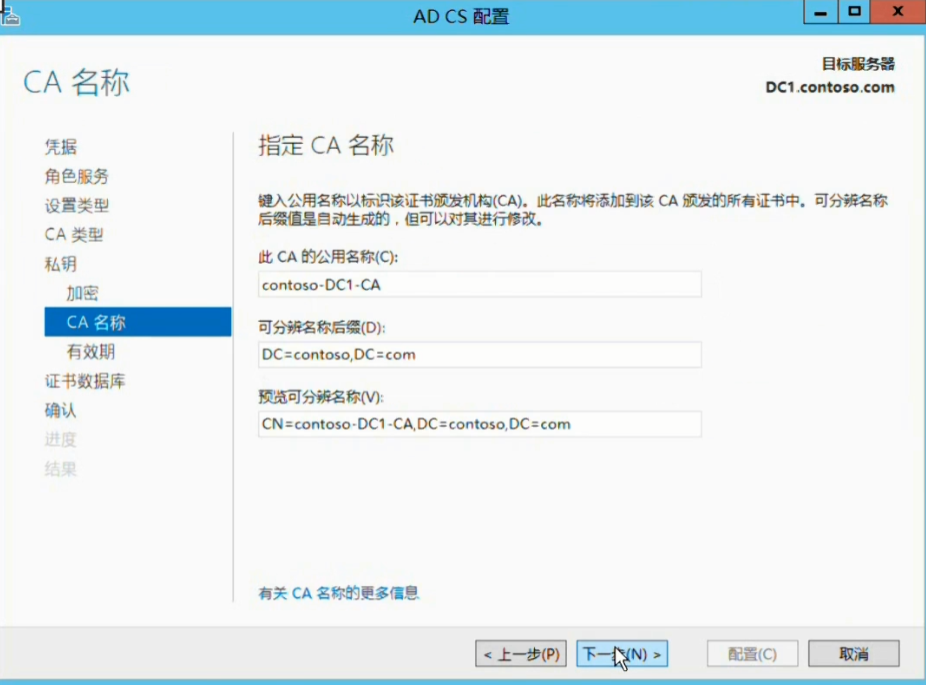 AD CS 配置
CA 名称
目标服务器
DC1.contoso.com
凭据
角色服务
设置类型
CA 类型
私钥
加密
CA 名称
有效期
证书数据库
确认
进度
结果
指定 CA 名称
键入公用名称以标识该证书颁发机构(CA)。此名称将添加到该 CA 颁发的所有证书中。可分辨名称
后缀值是自动生成的，但可以对其进行修改。
此 CA 的公用名称(C):
contoso-DC1-CA
可分辨名称后缀(D):
DC=contoso,DC=com
预览可分辨名称(V):
CN=contoso-DC1-CA,DC=contoso,DC=com
有关 CA 名称的更多信息
< 上一步(P)
下一步(N) >
配置(C)
取消